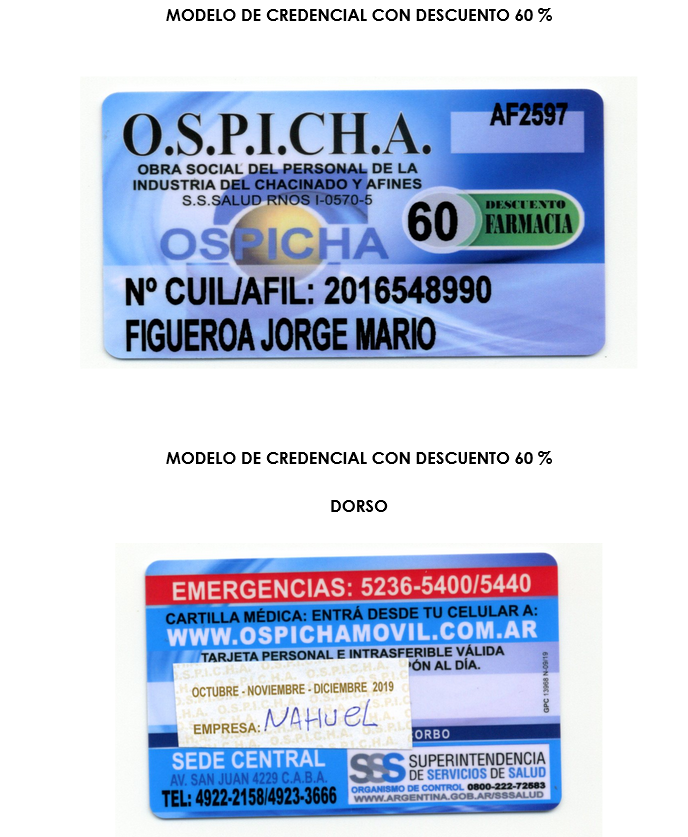 MODELO DE CREDENCIAL CON DESCUENTO 60 %
AF2597
O.S.P.I.CH.A.
OBRA SOCIAL DEL PERSONAL DE LA
INDUSTRIA DEL CHACINADO Y AFINES
S.S.SALUD RNOS I-0570-5
60 DESCUENTO
FARMACIA
OSPICHA
Nº CUIL/AFIL: 2016548990
FIGUEROA JORGE MARIO
MODELO DE CREDENCIAL CON DESCUENTO 60 %
DORSO
EMERGENCIAS: 5236-5400/5440
CARTILLA MÉDICA: ENTRÁ DESDE TU CELULAR A:
WWW.OSPICHAMOVIL.COM.AR
TARJETA PERSONAL E INTRASFERIBLE VÁLIDA
PÓN AL DÍA.
OCTUBRE - NOVIEMBRE - DICIEMBRE 2019
EMPRESA: NAHUEL
GPC 13968 N-09/19
ORBO
SEDE CENTRAL
AV. SAN JUAN 4229 C.A.B.A.
TEL: 4922-2158/4923-3666
SSS SUPERINTENDENCIA
DE SERVICIOS DE SALUD
ORGANISMO DE CONTROL 0800-222-72583
WWW.ARGENTINA.GOB.AR/SSSALUD